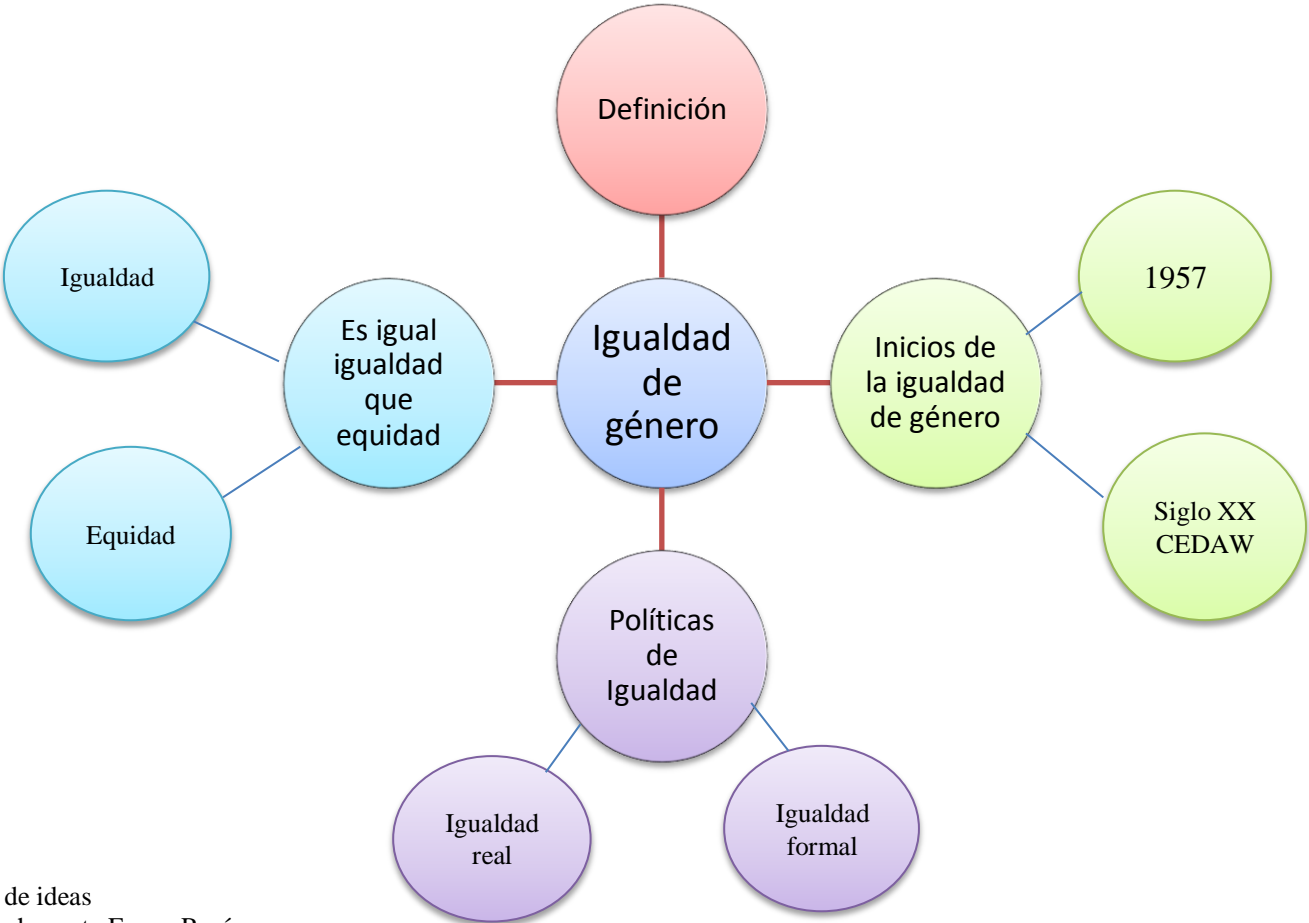 Definición
Igualdad
Es igual
igualdad
que
equidad
Equidad
Igualdad
de
género
Inicios de
la igualdad
de género
1957
Siglo XX
CEDAW
Políticas
de
Igualdad
Igualdad
real
Igualdad
formal
de ideas